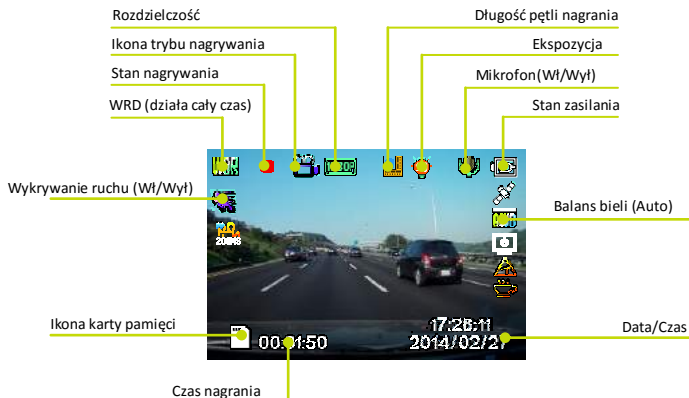 Rozdzielczość
Długość pętli nagrania
Ikona trybu nagrywania
Ekspozycja
Stan nagrywania
Mikrofon(Wł/Wył)
WRD (działa cały czas)
Stan zasilania
Wykrywanie ruchu (Wł/Wył)
Balans bieli (Auto)
Ikona karty pamięci
17:28:11
Data/Czas
00:01:50
2014/02/27
Czas nagrania